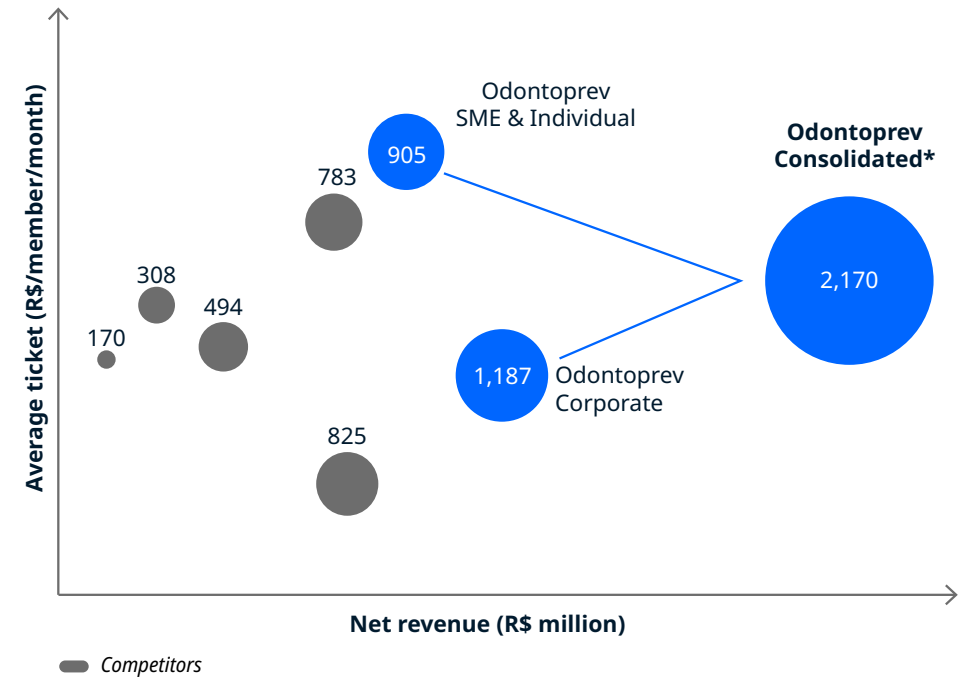 Average ticket (R$/member/month)
Odontoprev
SME & Individual
905
783
Odontoprev
Consolidated*
2,170
308
494
170
1,187
Odontoprev
Corporate
825
Net revenue (R$ million)
Competitors